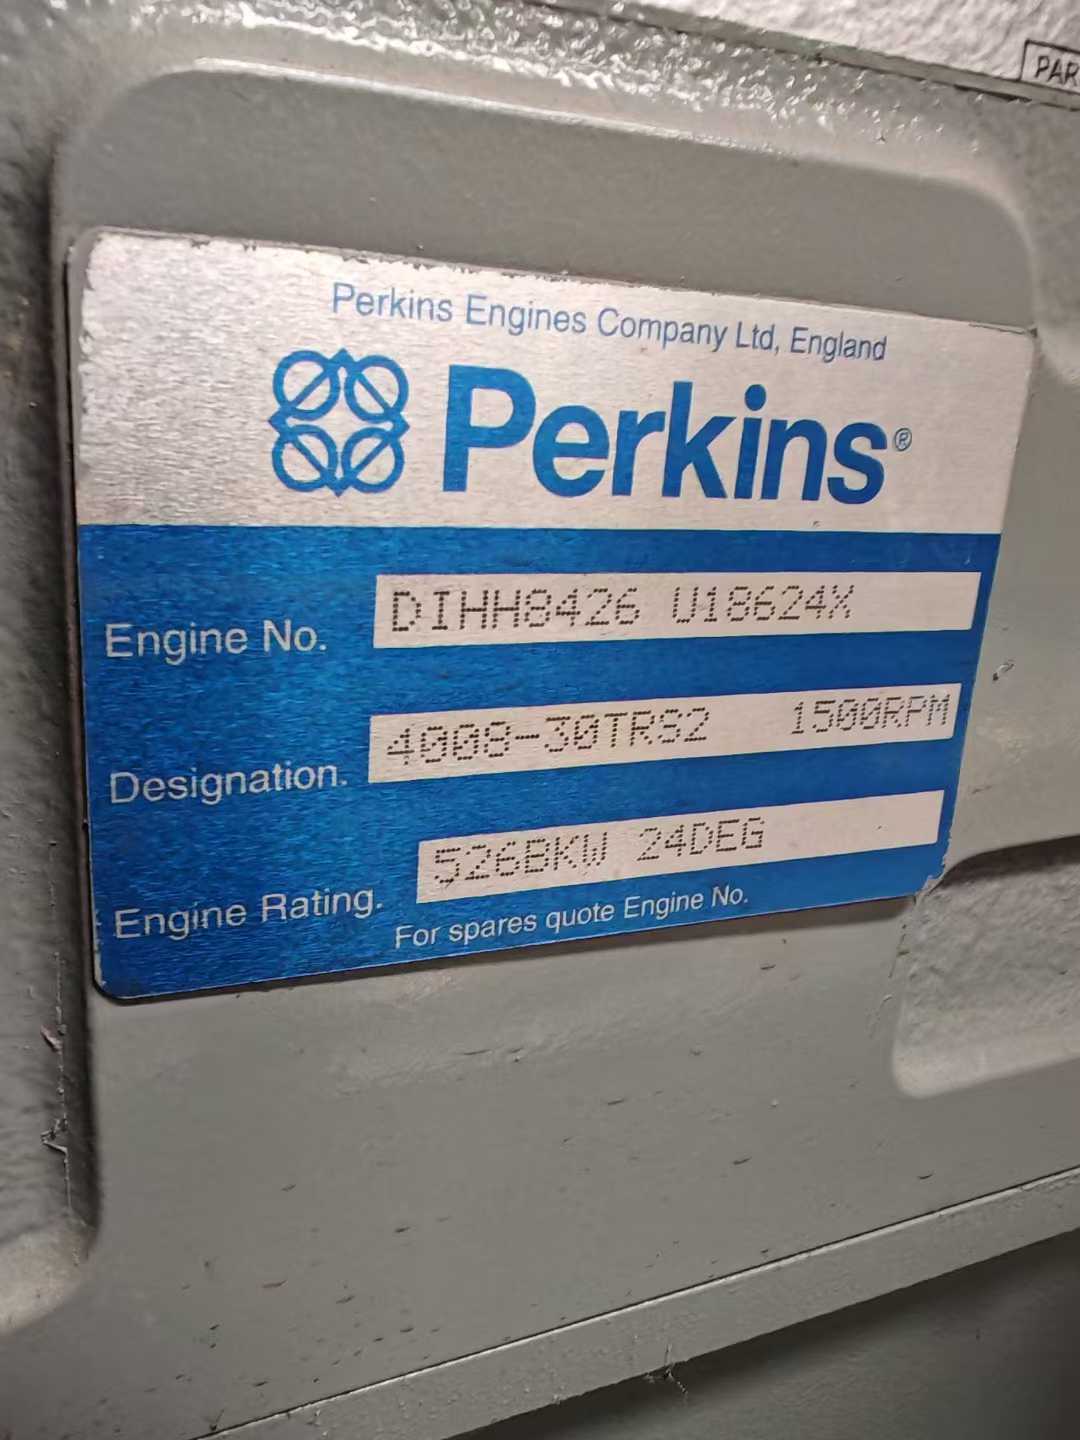 PAR
Perkins Engines Company Ltd, England
Perkins®
Engine No. DIHH8426 U18624X
Designation. 4008-30TRS2 1500RPM
Engine Rating. 526BKW 24DEG
For spares quote Engine No.